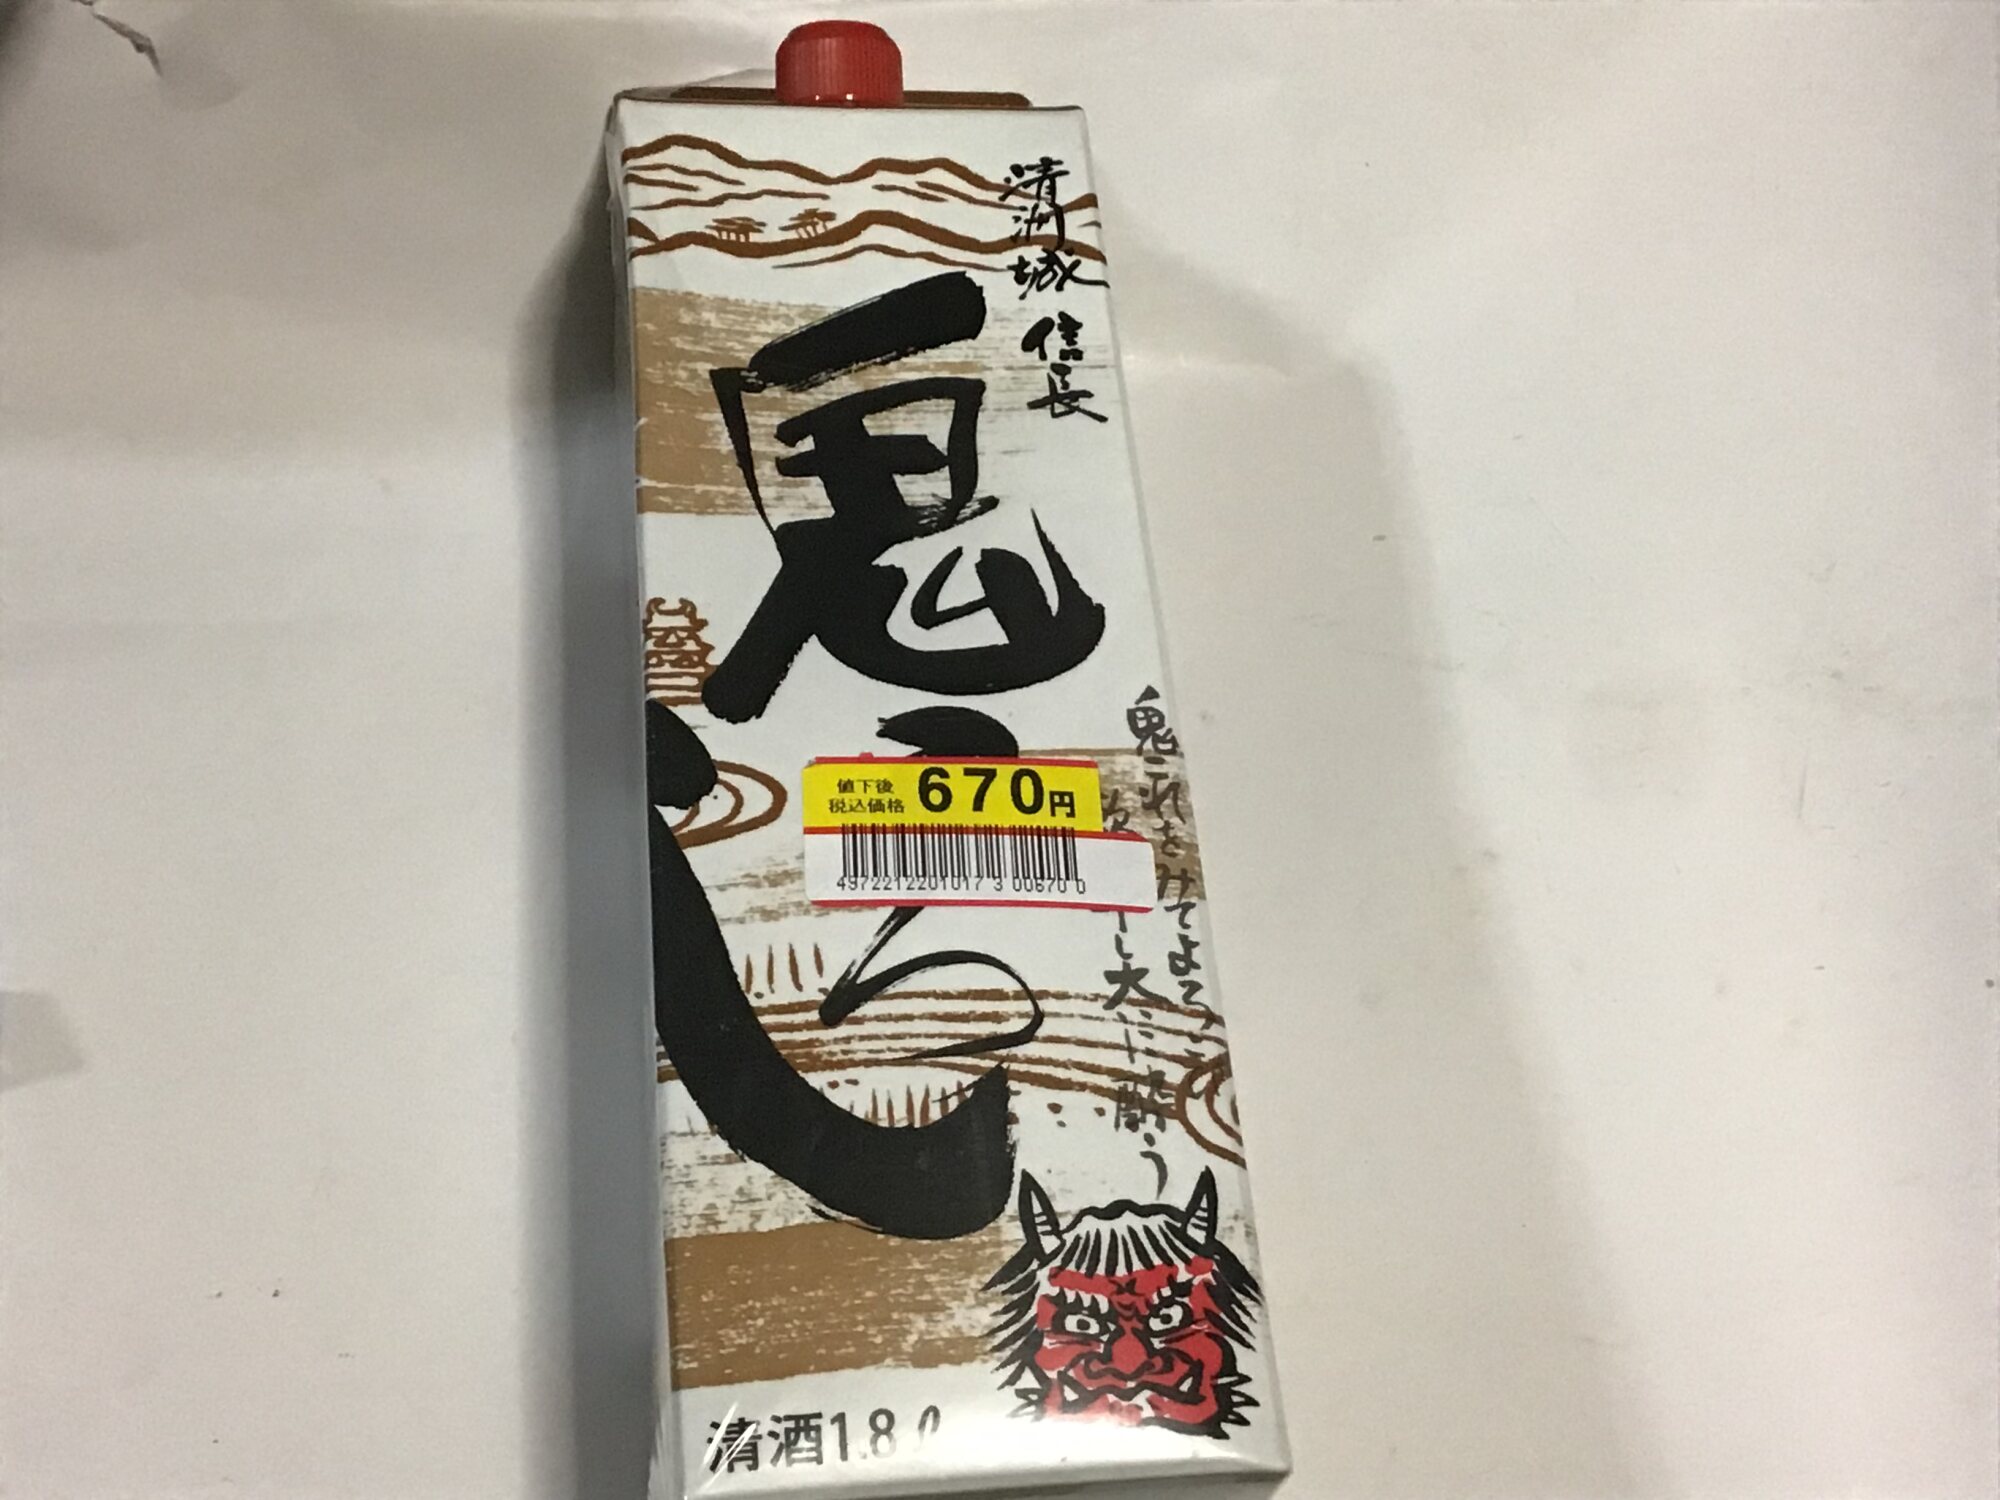 清洲城
信長
鬼ころし
値下後
税込価格
670円
4972212201017 3 00670 0
鬼これをみてよろこ
大に酔う
清酒1.8ℓ